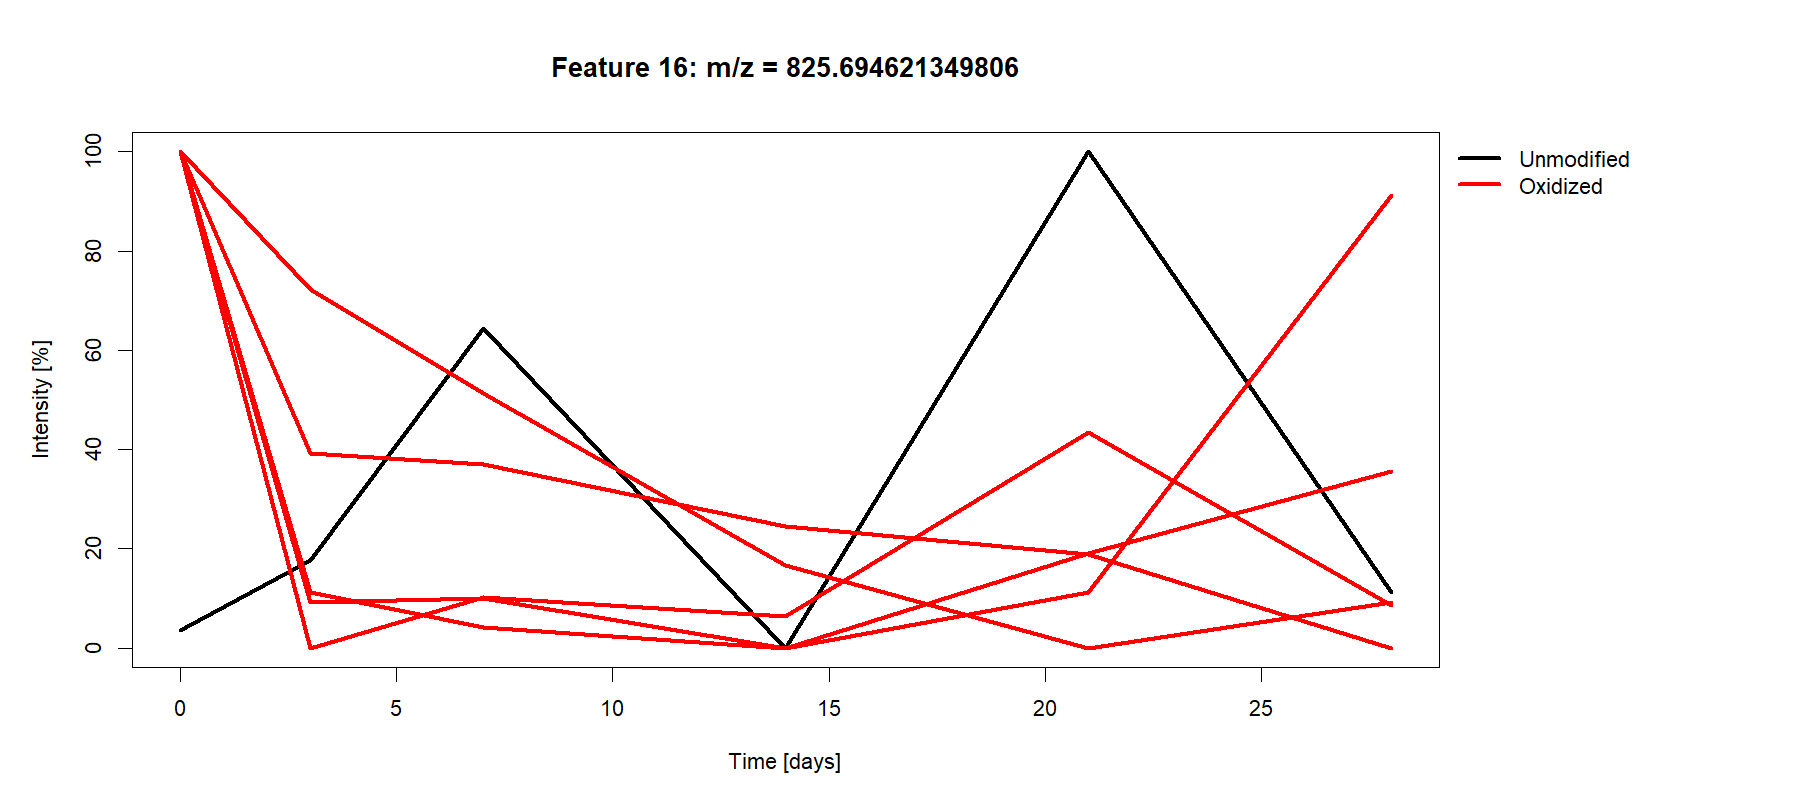 Feature 16: m/z = 825.694621349806
Unmodified
Oxidized
Intensity [%]
100
80
60
40
20
0
0 5 10 15 20 25
Time [days]